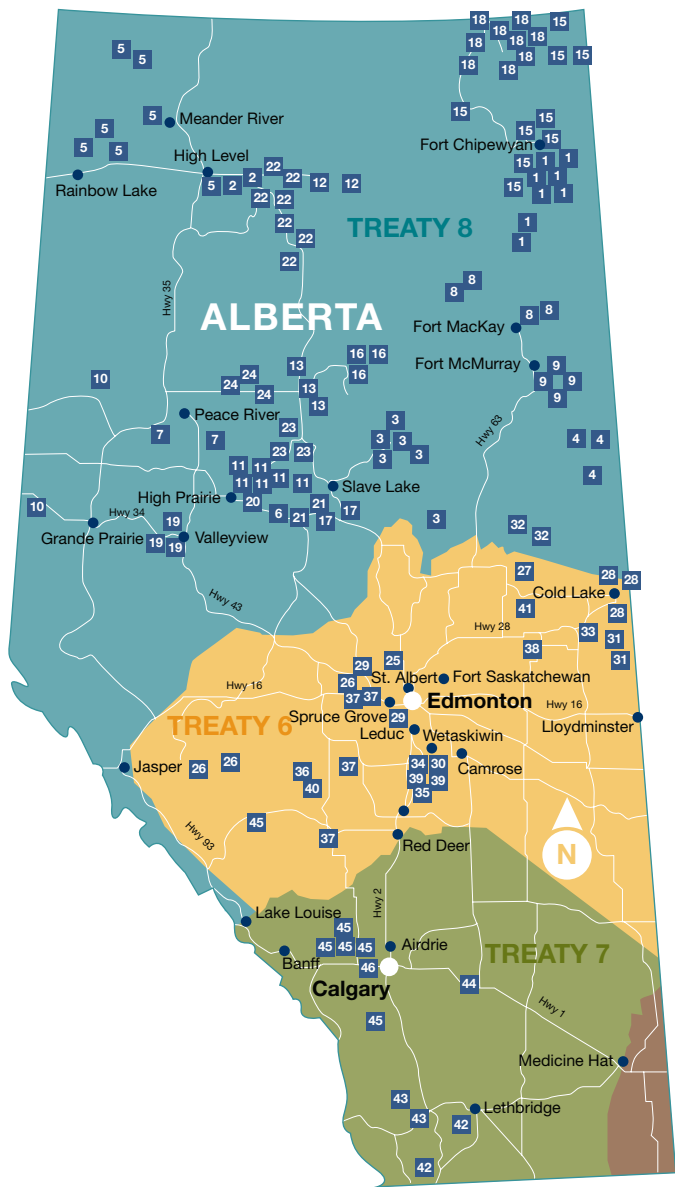 18 18 15
5 18
18 18 18
5 15 15
18
18 18
15
5 Meander River 15
5 15
Fort Chipewyan 15
5 5
High Level 15 1 1
22
Rainbow Lake 5 2 2 22 12 12 15 1 1
22 22 1 1
TREATY 8
22 1
22 1
22
8
8
Hwy 35
ALBERTA
8 8
Fort MacKay
16 16
Fort McMurray 9
13
24 16
10 24 13 9 9
24 9
13
Peace River
3
7 7 23 3 3 4 4
Hwy 63
23 23 3 3
11 11
11 11 11 11 4
Slave Lake
High Prairie 20
10 21 17
Hwy 34
6 21 17 3
19 32
Grande Prairie Valleyview 32
19 19
27 28 28
Hwy 43
Cold Lake
41 28
Hwy 28
33 31
38
25 31
29
St. Albert Fort Saskatchewan
26
Hwy 16
37 37
Edmonton
Hwy 16
Spruce Grove 29
TREATY 6
Leduc
Lloydminster
Wetaskiwin
Camrose
Jasper 26 26 36 37 34 30
40 39 39
35
45
37
Hwy 93
Red Deer
N
Hwy 2
Lake Louise
45
45 45 45 Airdrie
Banff
TREATY 7
46
Calgary
44
45
Hwy 1
Medicine Hat
43
43 Lethbridge
42
42